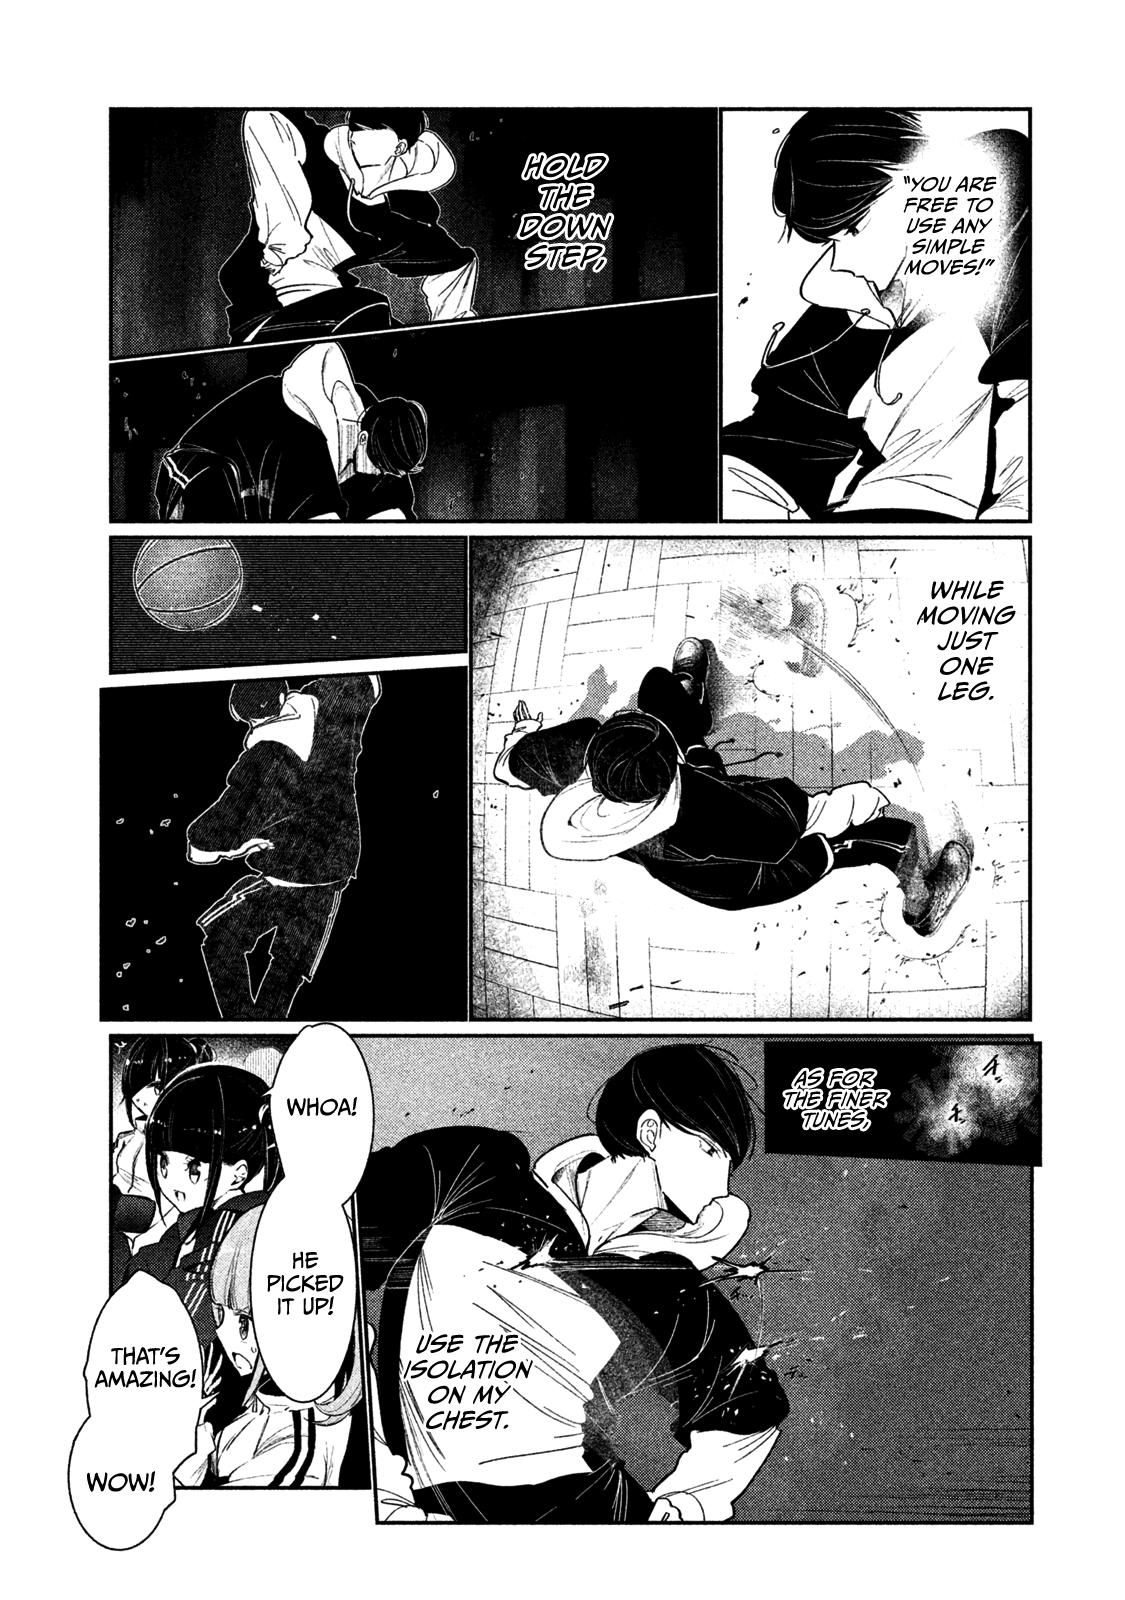 "YOU ARE
FREE TO
USE ANY
SIMPLE
MOVES!"
HOLD
THE
DOWN
STEP,
WHILE
MOVING
JUST
ONE
LEG.
AS FOR
THE FINER
TUNES,
USE THE
ISOLATION
ON MY
CHEST.
WHOA!
HE
PICKED
IT UP!
THAT'S
AMAZING!
WOW!